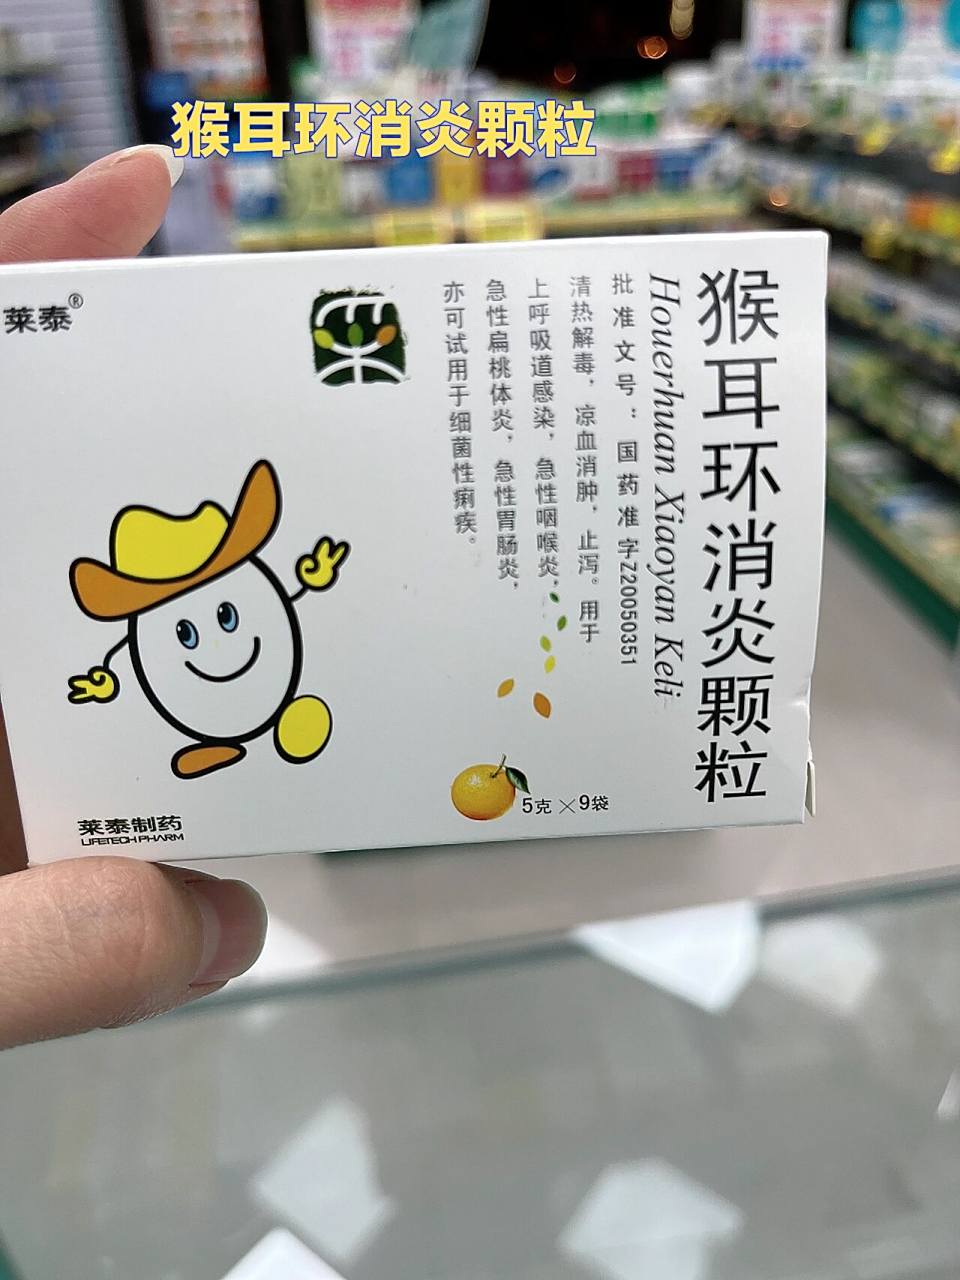 猴耳环消炎颗粒
莱泰®
猴耳环消炎颗粒
Houerhuan Xiaoyan Keli
批准文号：国药准字Z20050351
清热解毒，凉血消肿，止泻。用于
上呼吸道感染，急性咽喉炎，
急性扁桃体炎，急性胃肠炎，
亦可试用于细菌性痢疾。
5克×9袋
莱泰制药
LIFETECH PHARM